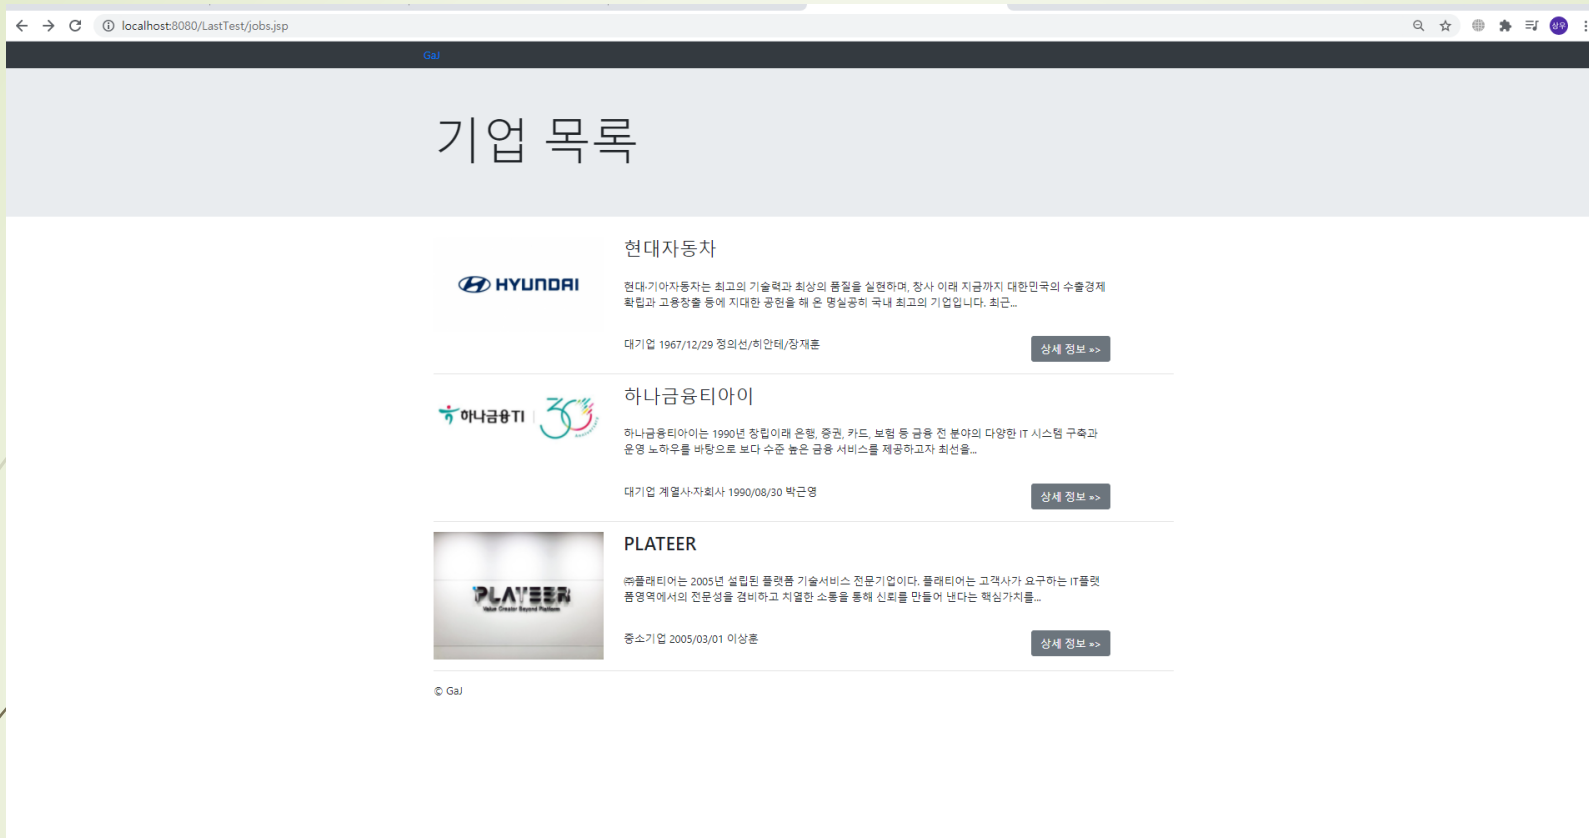 localhost:8080/LastTest/jobs.jsp
상우
GaJ
기업 목록
HYUNDAI
현대자동차
현대·기아자동차는 최고의 기술력과 최상의 품질을 실현하며, 창사 이래 지금까지 대한민국의 수출경제
확립과 고용창출 등에 지대한 공헌을 해 온 명실공히 국내 최고의 기업입니다. 최근...
대기업 1967/12/29 정의선/히안테/장재훈
상세 정보 »>
하나금융TI
30
Anniversary
하나금융티아이
하나금융티아이는 1990년 창립이래 은행, 증권, 카드, 보험 등 금융 전 분야의 다양한 IT 시스템 구축과
운영 노하우를 바탕으로 보다 수준 높은 금융 서비스를 제공하고자 최선을...
대기업 계열사·자회사 1990/08/30 박근영
상세 정보 »>
PLATEER
Value Creator Beyond Platform
PLATEER
㈜플래티어는 2005년 설립된 플랫폼 기술서비스 전문기업이다. 플래티어는 고객사가 요구하는 IT플랫
폼영역에서의 전문성을 겸비하고 치열한 소통을 통해 신뢰를 만들어 낸다는 핵심가치를...
중소기업 2005/03/01 이상훈
상세 정보 »>
© GaJ